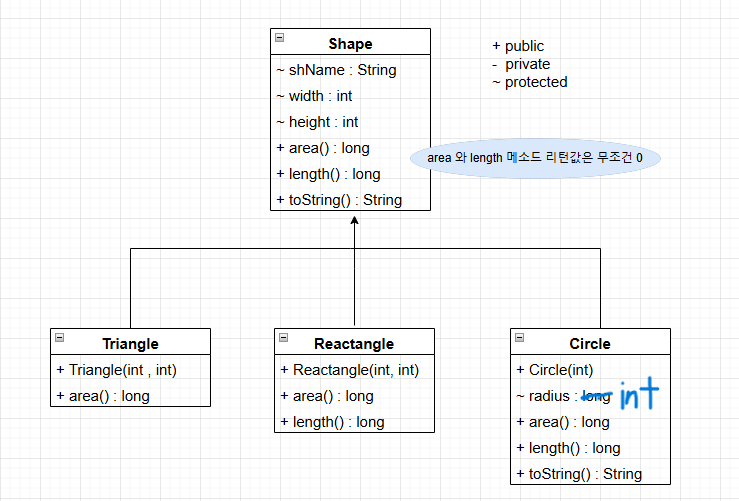 Shape
~ shName : String
~ width : int
~ height : int
+ area() : long
+ length() : long
+ toString() : String
+ public
- private
~ protected
area 와 length 메소드 리턴값은 무조건 0
Triangle
+ Triangle(int , int)
+ area() : long
Reactangle
+ Reactangle(int, int)
+ area() : long
+ length() : long
Circle
+ Circle(int)
~ radius : long int
+ area() : long
+ length() : long
+ toString() : String